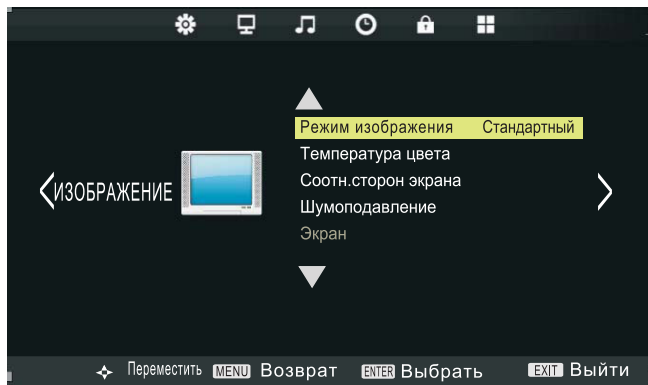 Режим изображения Стандартный
Температура цвета
Соотн.сторон экрана
ИЗОБРАЖЕНИЕ
Шумоподавление
Экран
Переместить MENU Возврат ENTER Выбрать EXIT Выйти